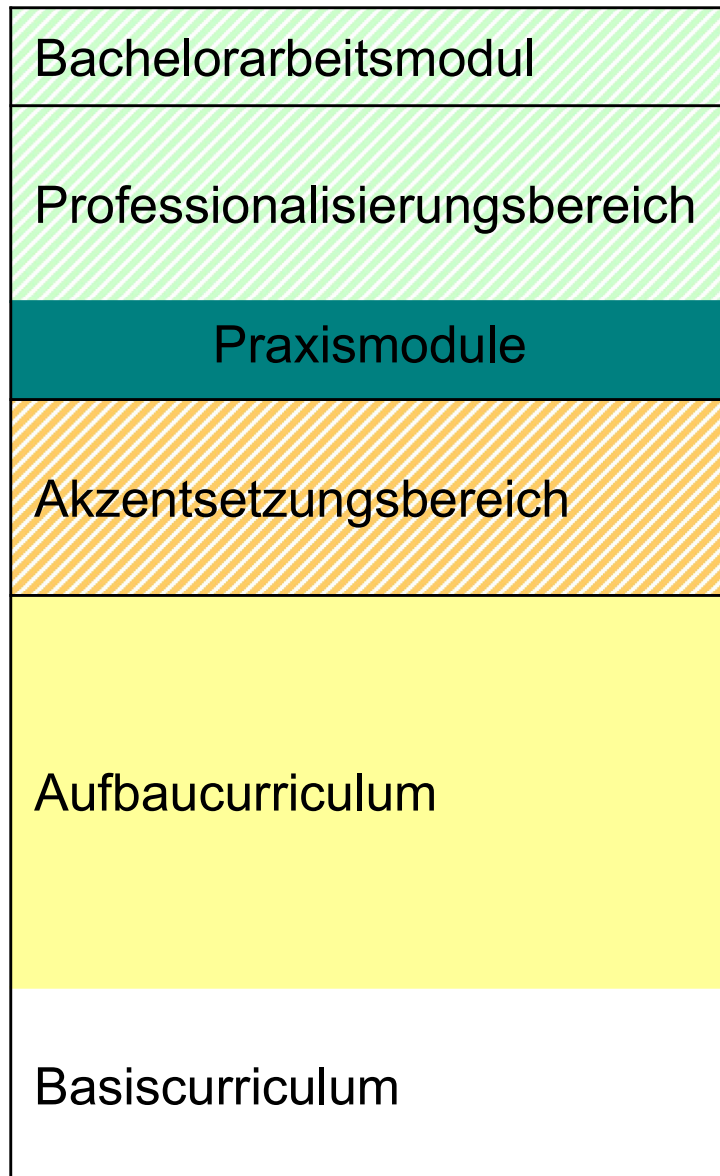 Bachelorarbeitsmodul
Professionalisierungsbereich
Praxismodule
Akzentsetzungsbereich
Aufbaucurriculum
Basiscurriculum